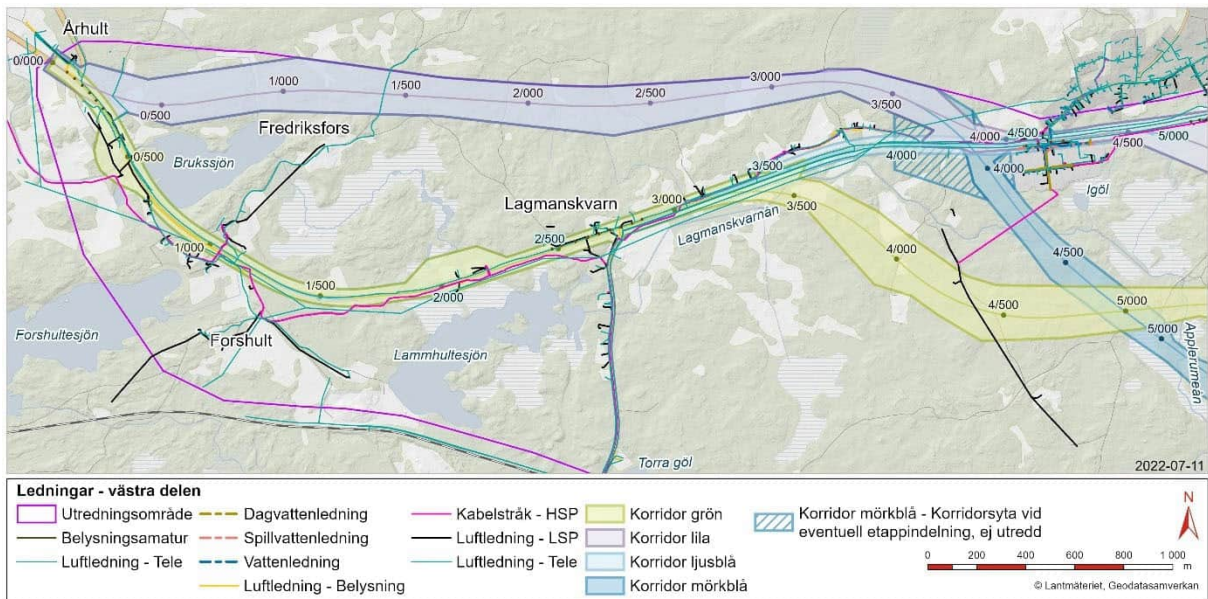 Århult
0/000
0/500
1/000
1/500
2/000
2/500
3/000
3/500
4/000
4/500
5/000
4/500
Fredriksfors
Brukssjön
0/500
Igöl
4/000
3/500
4/000
Lagmanskvarn
3/000
2/500
Lagmanskvarnån
3/500
1/000
4/000
4/500
1/500
2/000
4/500
5/000
5/000
Forshultesjön
Forshult
Lammhultesjön
Applerumeån
Torra göl
2022-07-11
Ledningar - västra delen
Utredningsområde
Belysningsamatur
Luftledning - Tele
Dagvattenledning
Spillvattenledning
Vattenledning
Luftledning - Belysning
Kabelstråk - HSP
Luftledning - LSP
Luftledning - Tele
Korridor grön
Korridor lila
Korridor ljusblå
Korridor mörkblå
Korridor mörkblå - Korridorsyta vid
eventuell etappindelning, ej utredd
N
0 200 400 600 800 1 000
m
© Lantmäteriet, Geodatasamverkan